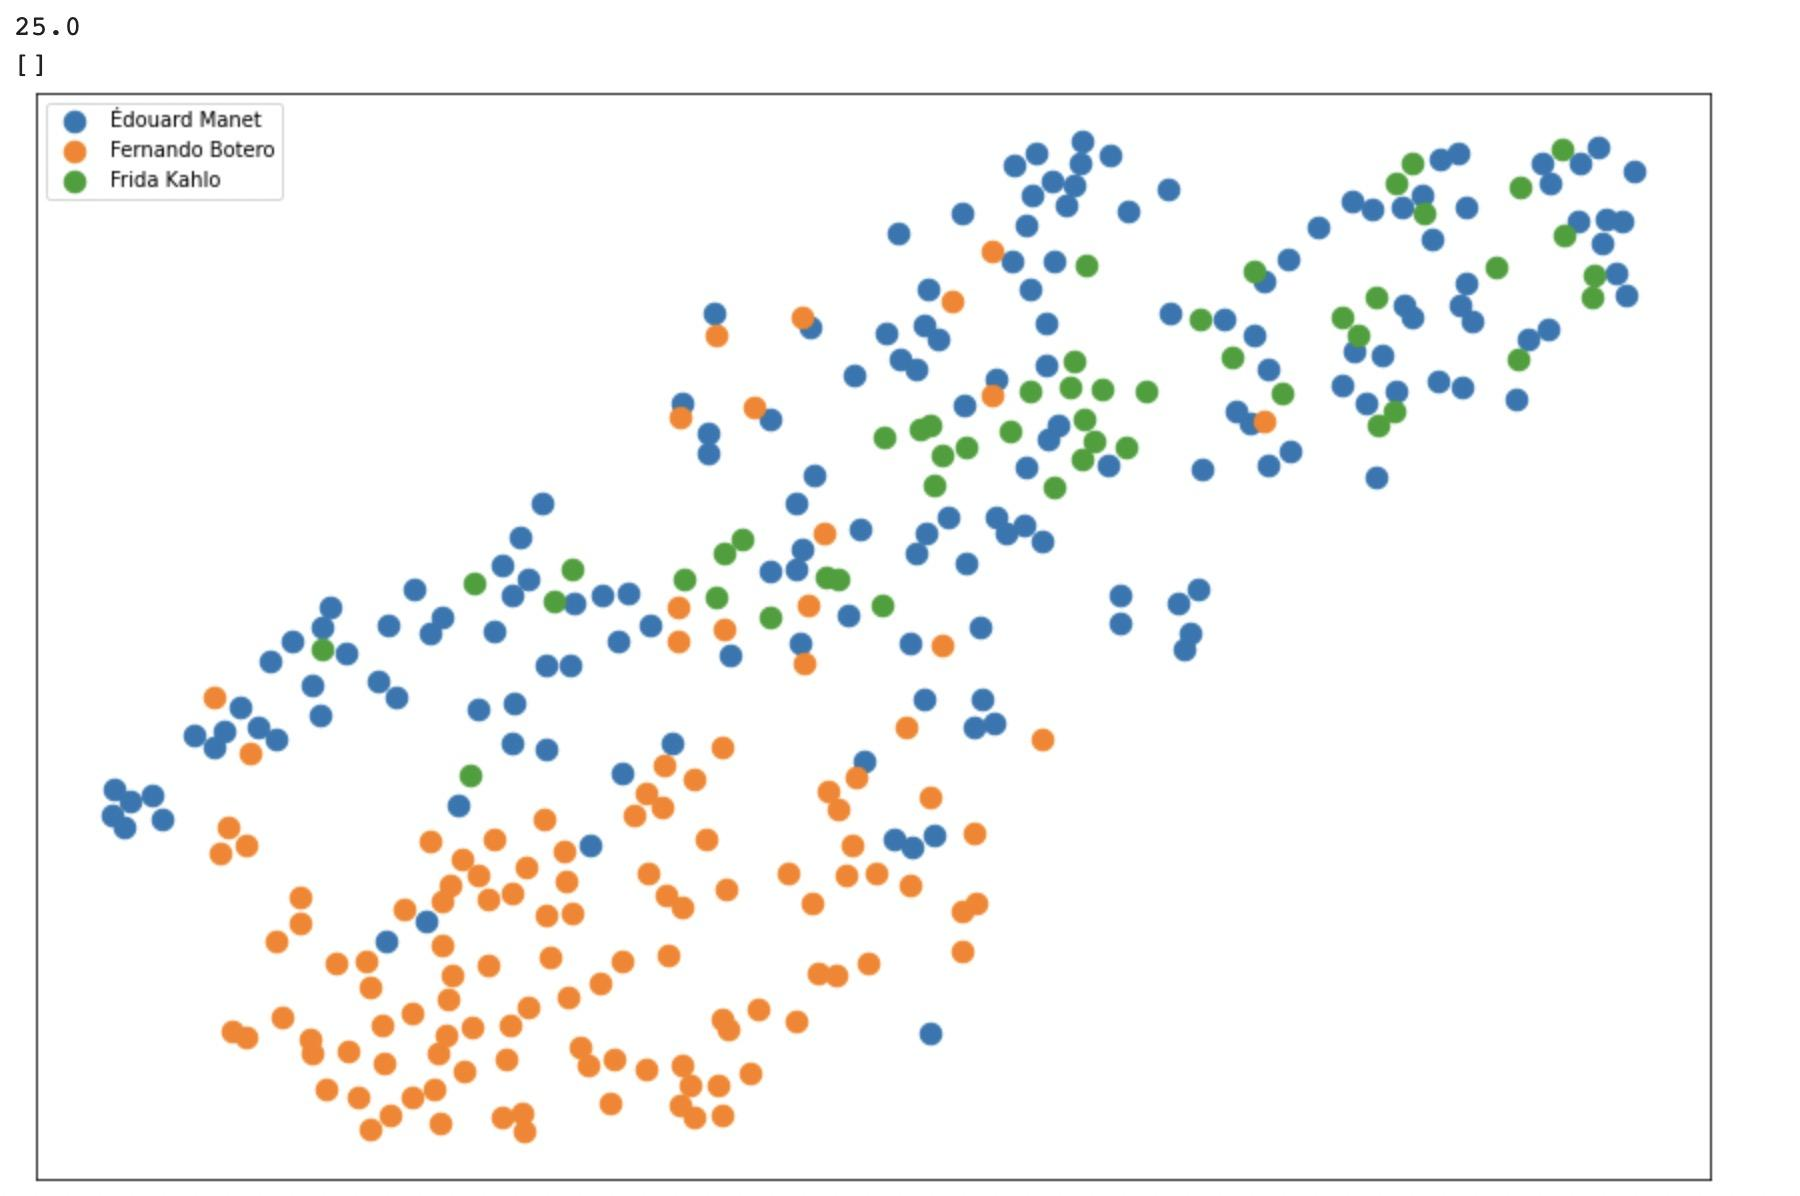 25.0
[]
Édouard Manet
Fernando Botero
Frida Kahlo